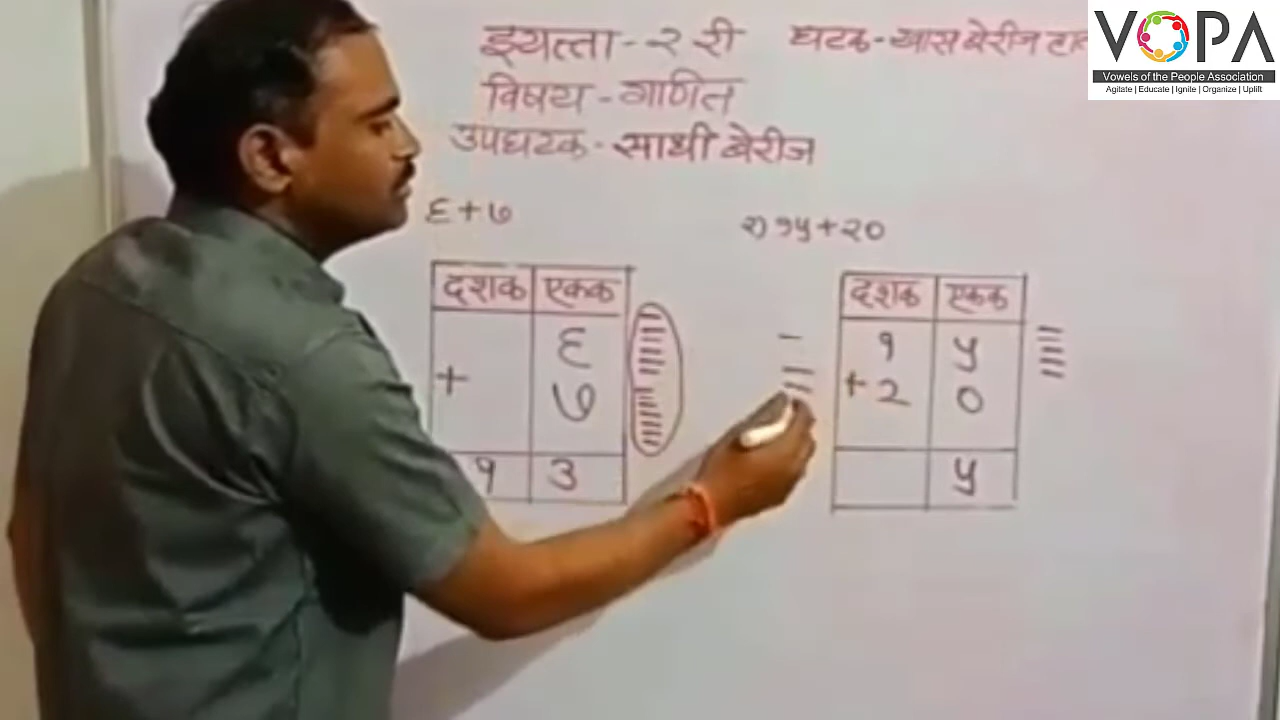 इयत्ता - २ री घटक - यास बेरीज
विषय - गणित
उपघटक - साधी बेरीज
६ + ७
२) १५ + २०
दशक एकक
६
+ ७
१ ३
दशक एकक
१ ५
+ २ ०
५
VOPA
Vowels of the People Association
Agitate | Educate | Ignite | Organize | Uplift